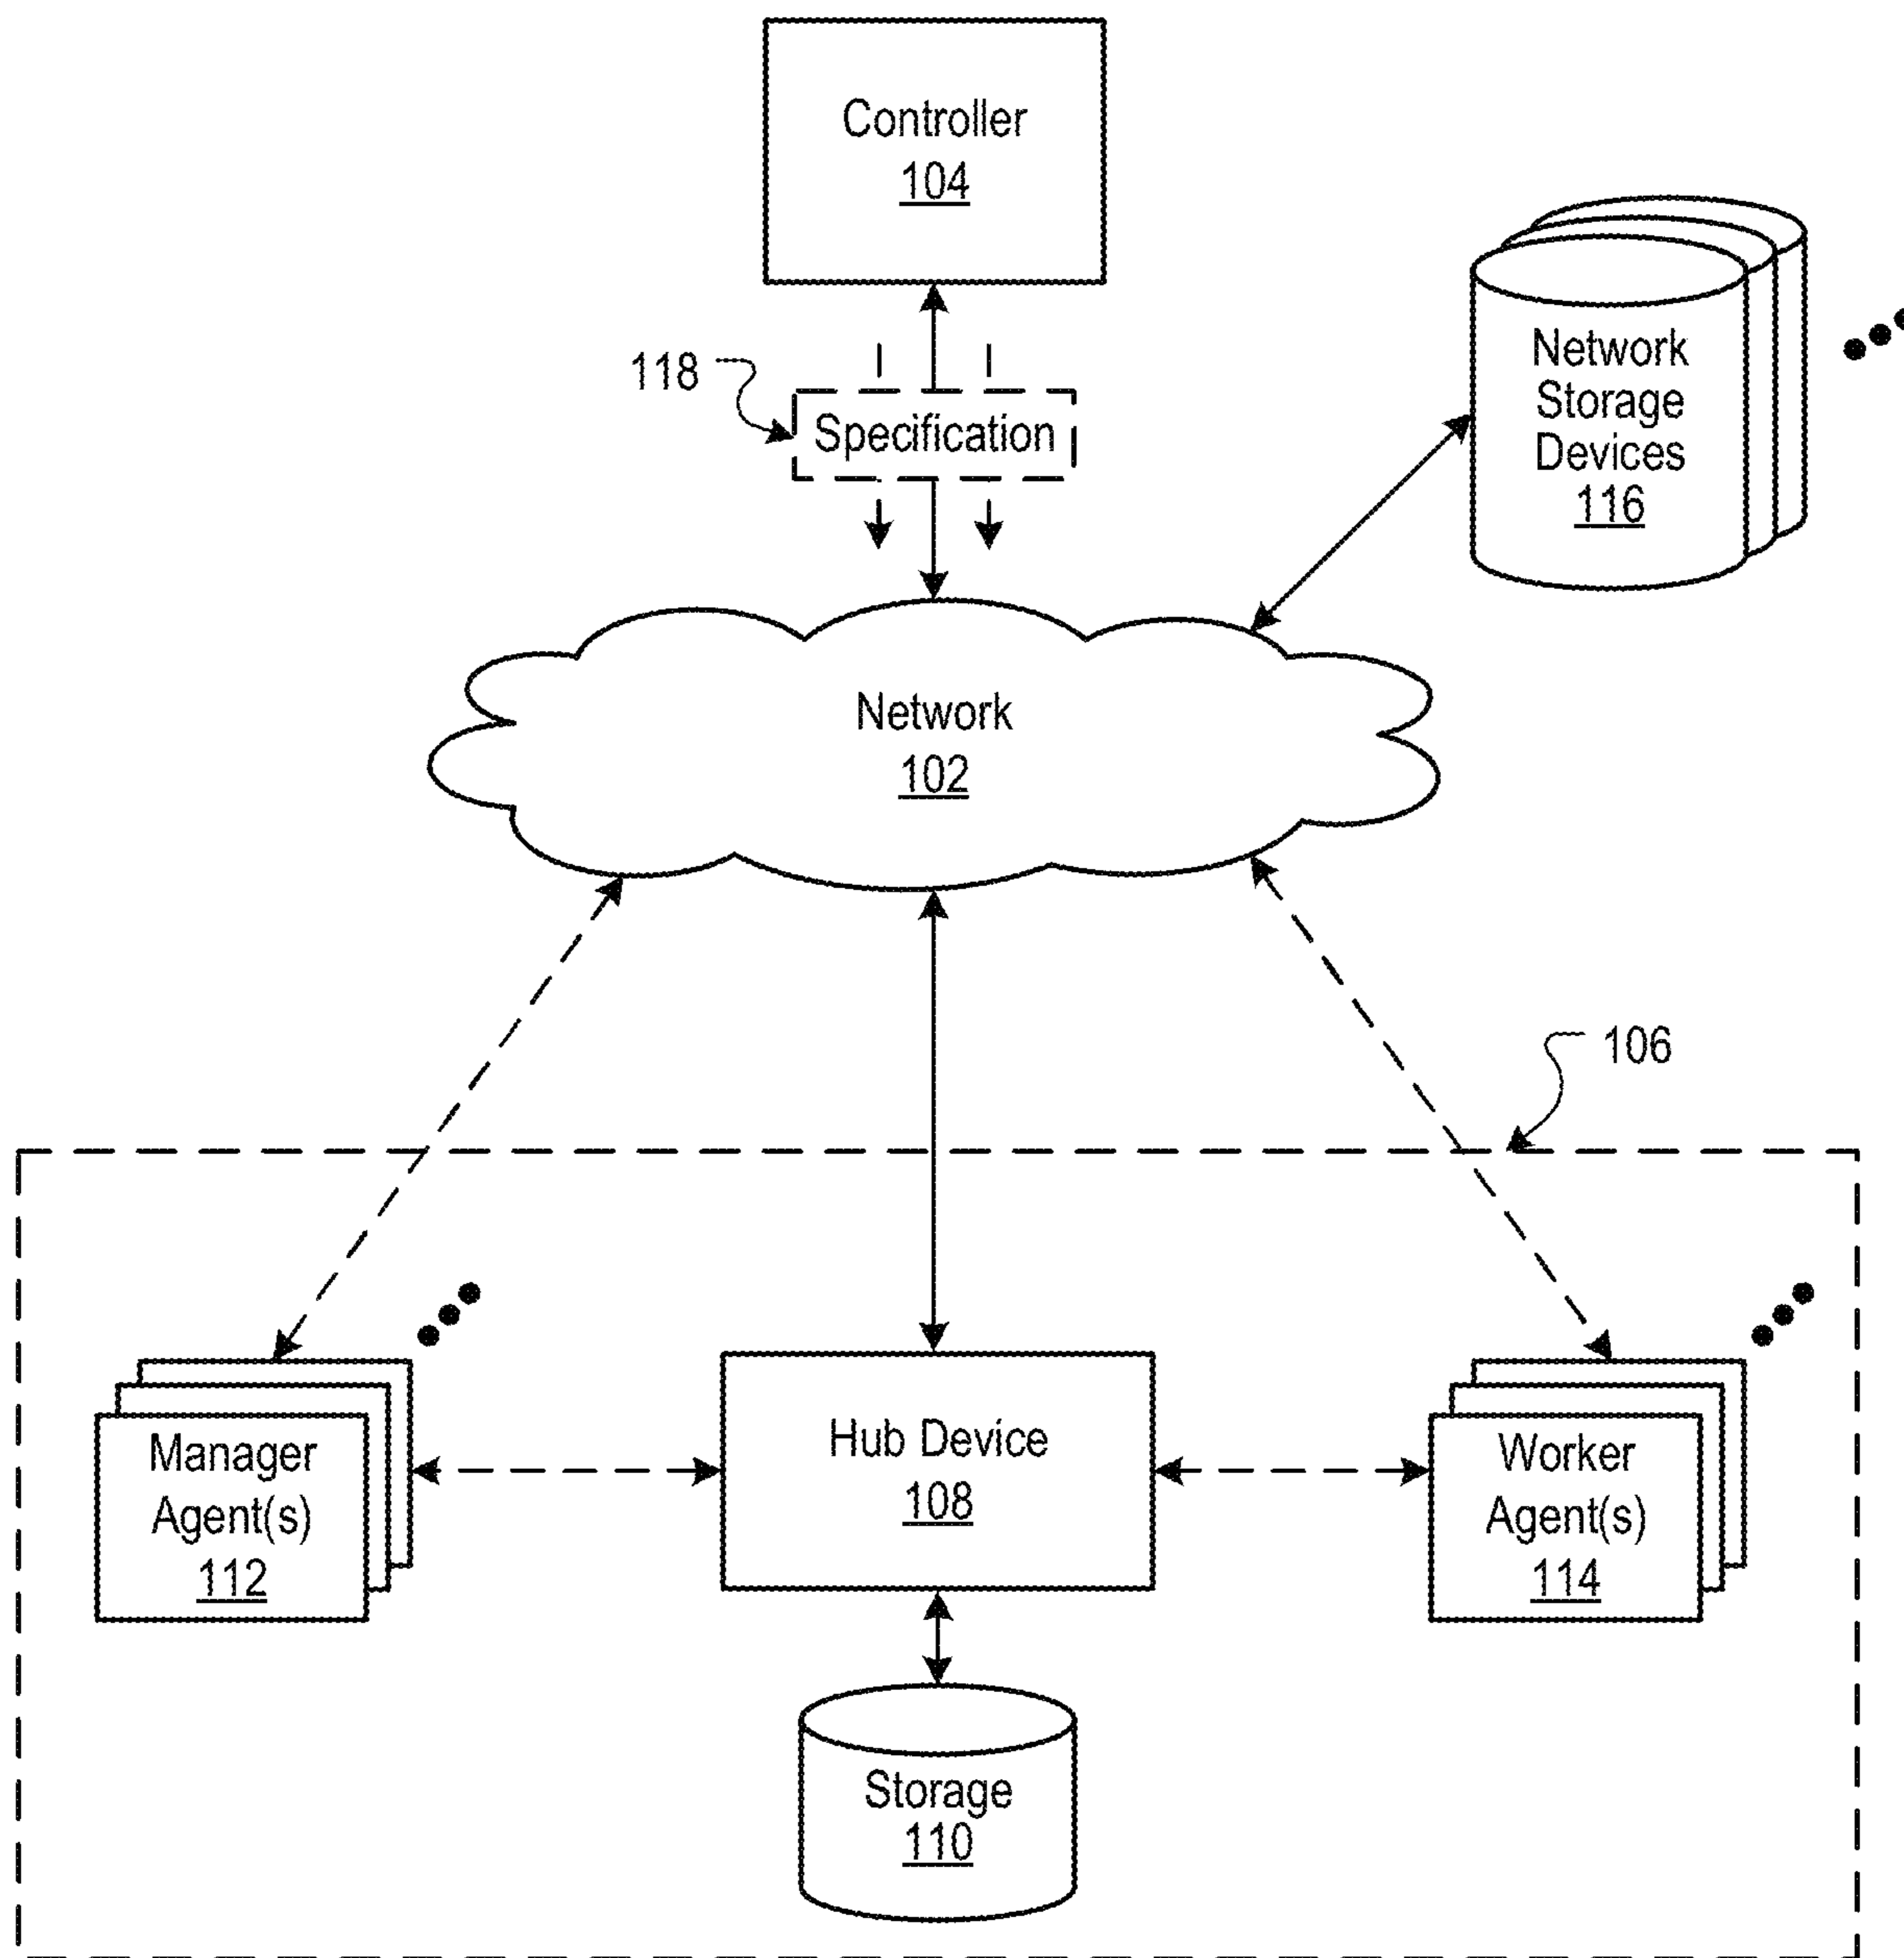 Controller
104
118
Specification
Network
Storage
Devices
116
Network
102
106
Manager
Agent(s)
112
Hub Device
108
Worker
Agent(s)
114
Storage
110